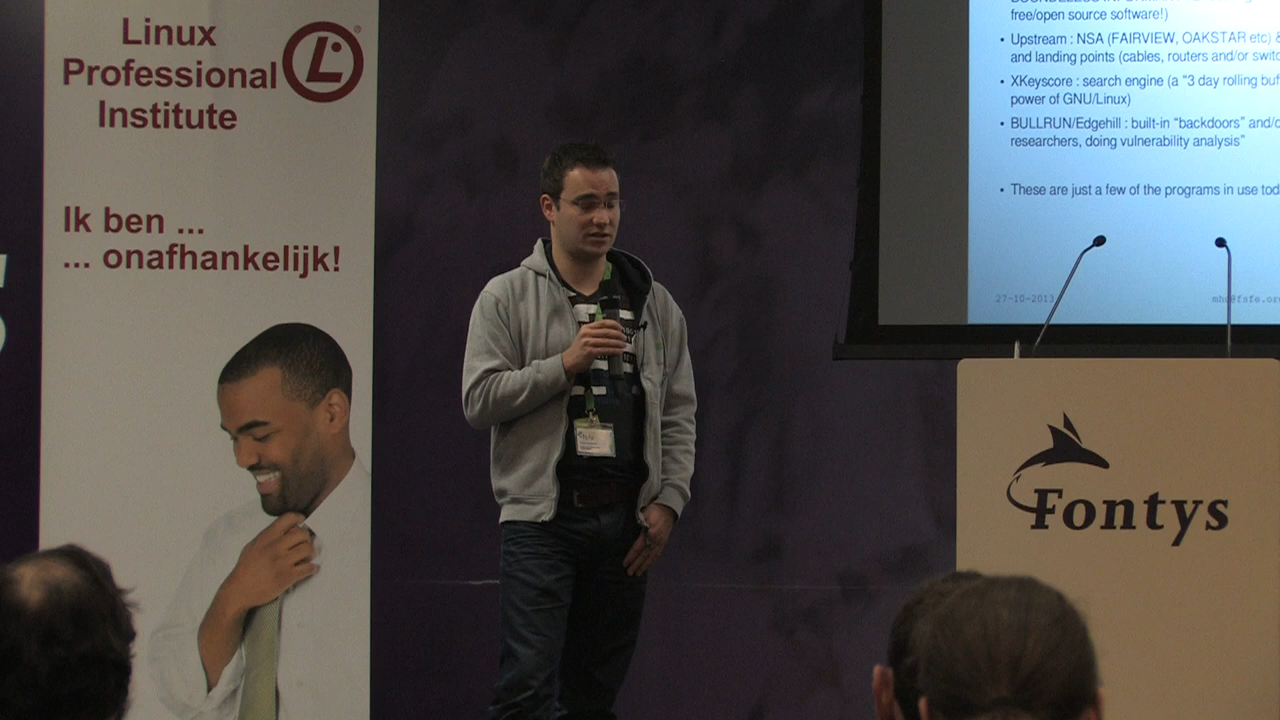 Linux
Professional
Institute
Ik ben ...
... onafhankelijk!
free/open source software!)
Upstream : NSA (FAIRVIEW, OAKSTAR etc) &
and landing points (cables, routers and/or
XKeyscore : search engine (a "3 day rolling
power of GNU/Linux)
BULLRUN/Edgehill : built-in "backdoors"
researchers, doing vulnerability analysis"
These are just a few of the programs in use
27-10-2013
Fontys